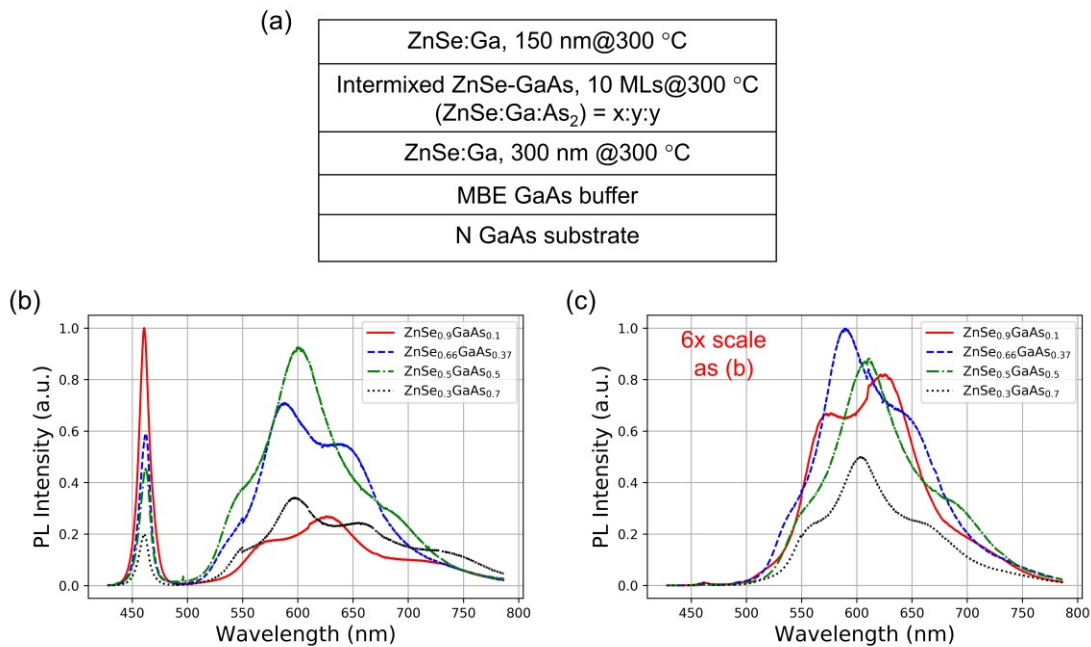 (a)
ZnSe:Ga, 150 nm@300 °C
Intermixed ZnSe-GaAs, 10 MLs@300 °C
(ZnSe:Ga:As₂) = x:y:y
ZnSe:Ga, 300 nm @300 °C
MBE GaAs buffer
N GaAs substrate
(b)
PL Intensity (a.u.)
1.0
0.8
0.6
0.4
0.2
0.0
ZnSe₀.₉GaAs₀.₁
ZnSe₀.₆₆GaAs₀.₃₇
ZnSe₀.₅GaAs₀.₅
ZnSe₀.₃GaAs₀.₇
450 500 550 600 650 700 750 800
Wavelength (nm)
(c)
PL Intensity (a.u.)
1.0
0.8
0.6
0.4
0.2
0.0
6x scale
as (b)
ZnSe₀.₉GaAs₀.₁
ZnSe₀.₆₆GaAs₀.₃₇
ZnSe₀.₅GaAs₀.₅
ZnSe₀.₃GaAs₀.₇
450 500 550 600 650 700 750 800
Wavelength (nm)